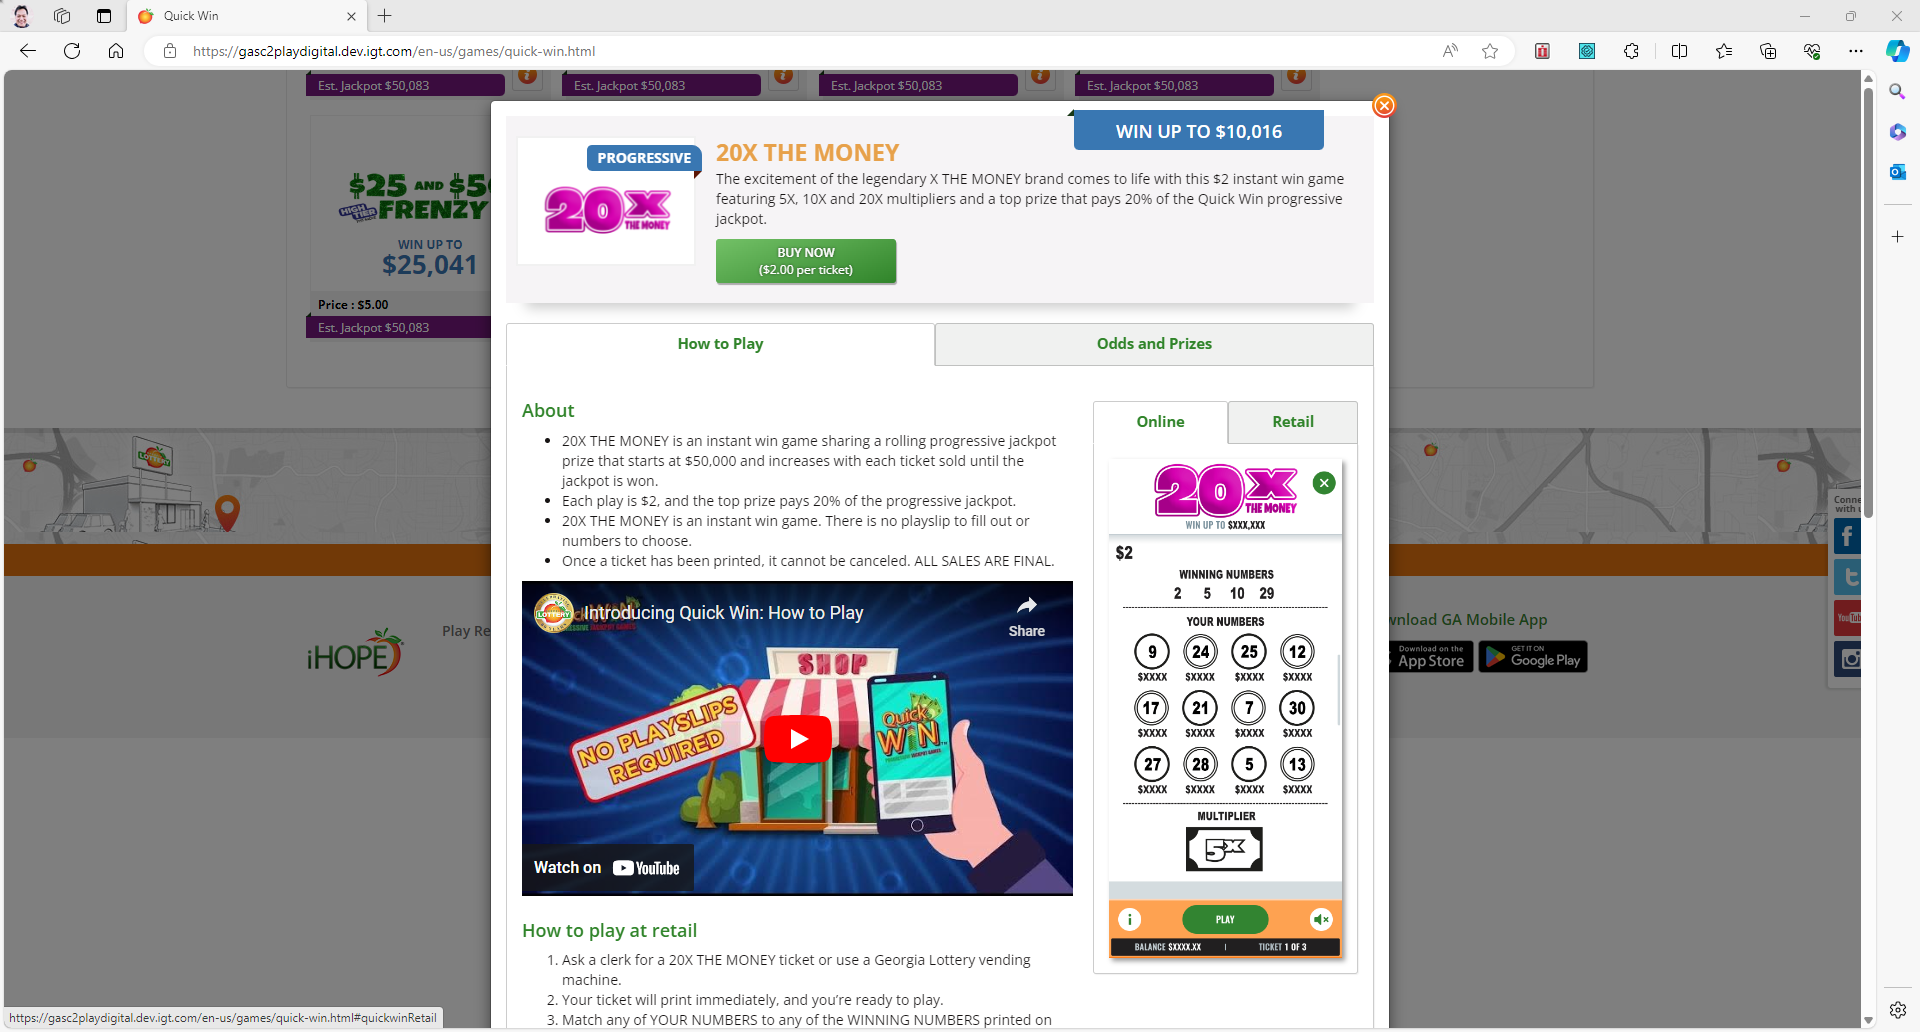 Quick Win
https://gasc2playdigital.dev.igt.com/en-us/games/quick-win.html
Est. Jackpot $50,083
Est. Jackpot $50,083
Est. Jackpot $50,083
Est. Jackpot $50,083
$25 AND $50
HIGH TIER
FRENZY
WIN UP TO
$25,041
Price : $5.00
Est. Jackpot $50,083
WIN UP TO $10,016
PROGRESSIVE
20X
THE MONEY
20X THE MONEY
The excitement of the legendary X THE MONEY brand comes to life with this $2 instant win game
featuring 5X, 10X and 20X multipliers and a top prize that pays 20% of the Quick Win progressive
jackpot.
BUY NOW
($2.00 per ticket)
How to Play
Odds and Prizes
About
• 20X THE MONEY is an instant win game sharing a rolling progressive jackpot
prize that starts at $50,000 and increases with each ticket sold until the
jackpot is won.
• Each play is $2, and the top prize pays 20% of the progressive jackpot.
• 20X THE MONEY is an instant win game. There is no playslip to fill out or
numbers to choose.
• Once a ticket has been printed, it cannot be canceled. ALL SALES ARE FINAL.
Introducing Quick Win: How to Play
Share
LOTTERY
SHOP
NO PLAYSLIPS
REQUIRED
Quick
WIN
Watch on YouTube
How to play at retail
1. Ask a clerk for a 20X THE MONEY ticket or use a Georgia Lottery vending
machine.
2. Your ticket will print immediately, and you're ready to play.
3. Match any of YOUR NUMBERS to any of the WINNING NUMBERS printed on
Online
Retail
20X
THE MONEY
WIN UP TO $XXX,XXX
$2
WINNING NUMBERS
2 5 10 29
YOUR NUMBERS
9 24 25 12
$XXXX $XXXX $XXXX $XXXX
17 21 7 30
$XXXX $XXXX $XXXX $XXXX
27 28 5 13
$XXXX $XXXX $XXXX $XXXX
MULTIPLIER
5X
PLAY
BALANCE $XXXX.XX | TICKET 1 OF 3
LOTTERY
iHOPE
Play Re
Conne
with u
You
wnload GA Mobile App
Download on the
App Store
GET IT ON
Google Play
https://gasc2playdigital.dev.igt.com/en-us/games/quick-win.html#quickwinRetail